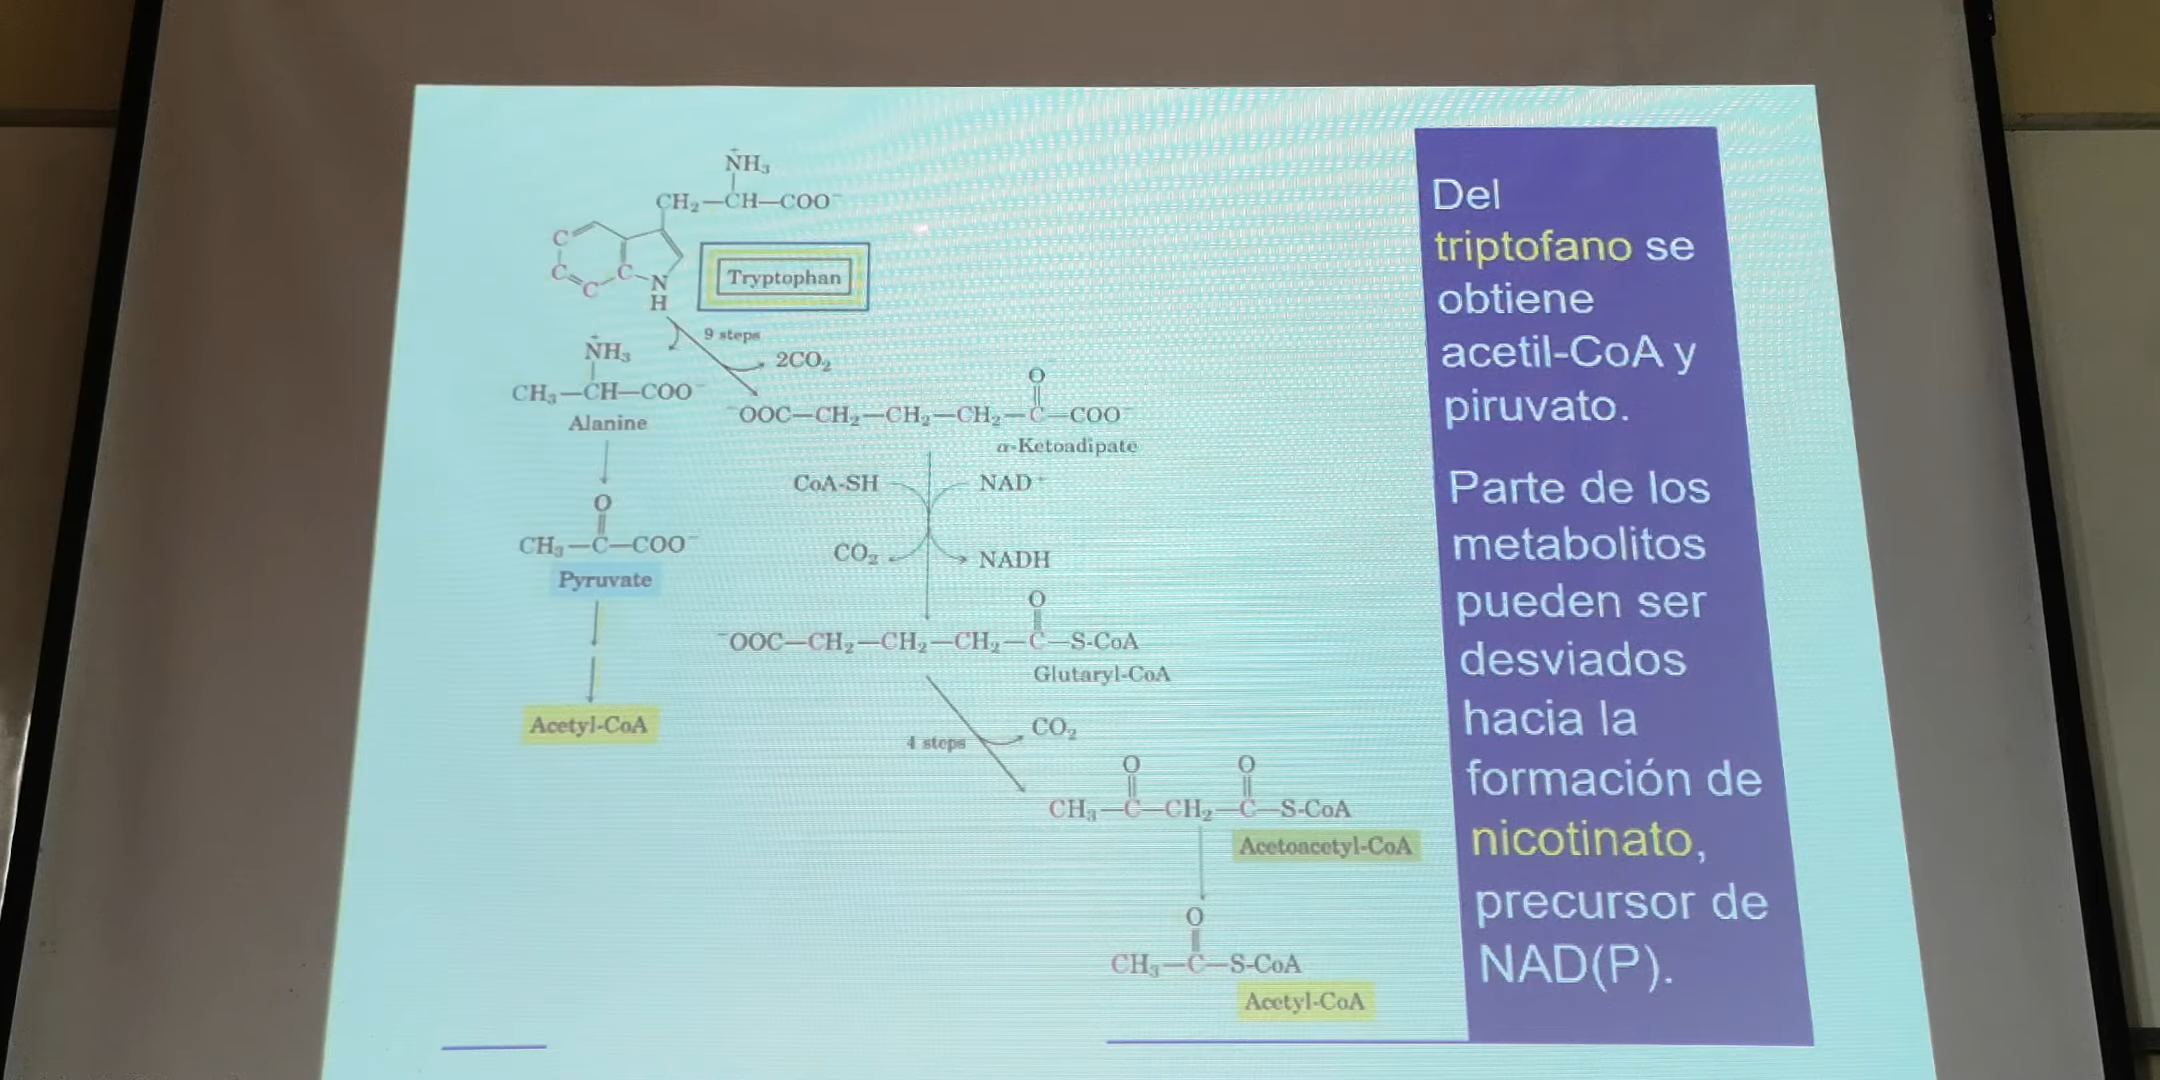 N̄H₃
CH₂—CH—COO⁻
C
C
C
C
N
H
Tryptophan
9 steps
2CO₂
N̄H₃
CH₃—CH—COO⁻
Alanine
O
⁻OOC—CH₂—CH₂—CH₂—C—COO⁻
α-Ketoadipate
CoA-SH
NAD⁺
O
CH₃—C—COO⁻
Pyruvate
CO₂
NADH
O
⁻OOC—CH₂—CH₂—CH₂—C—S-CoA
Glutaryl-CoA
Acetyl-CoA
4 steps
CO₂
O O
CH₃—C—CH₂—C—S-CoA
Acetoacetyl-CoA
O
CH₃—C—S-CoA
Acetyl-CoA
Del
triptofano se
obtiene
acetil-CoA y
piruvato.
Parte de los
metabolitos
pueden ser
desviados
hacia la
formación de
nicotinato,
precursor de
NAD(P).